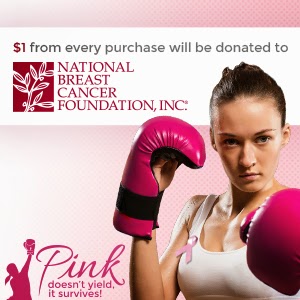 $1 from every purchase will be donated to
NATIONAL
BREAST
CANCER
FOUNDATION, INC.®
Pink
doesn't yield,
it survives!